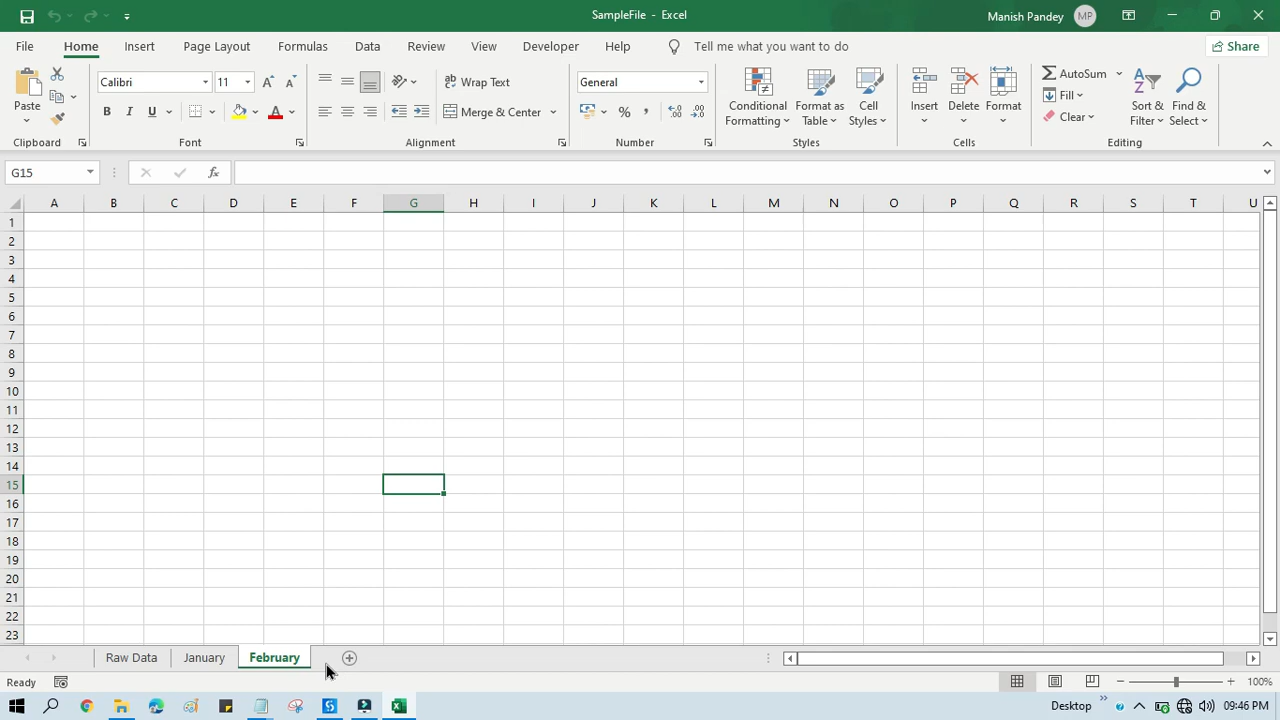 SampleFile - Excel
Manish Pandey MP
File Home Insert Page Layout Formulas Data Review View Developer Help Tell me what you want to do Share
Calibri 11 Wrap Text General AutoSum
Fill
Paste Merge & Center Conditional Formatting Format as Table Cell Styles Insert Delete Format Clear Sort & Filter Find & Select
B I U A %
Clipboard Font Alignment Number Styles Cells Editing
G15 fx
A B C D E F G H I J K L M N O P Q R S T U
1
2
3
4
5
6
7
8
9
10
11
12
13
14
15
16
17
18
19
20
21
22
23
Raw Data January February
Ready 100%
Desktop 09:46 PM